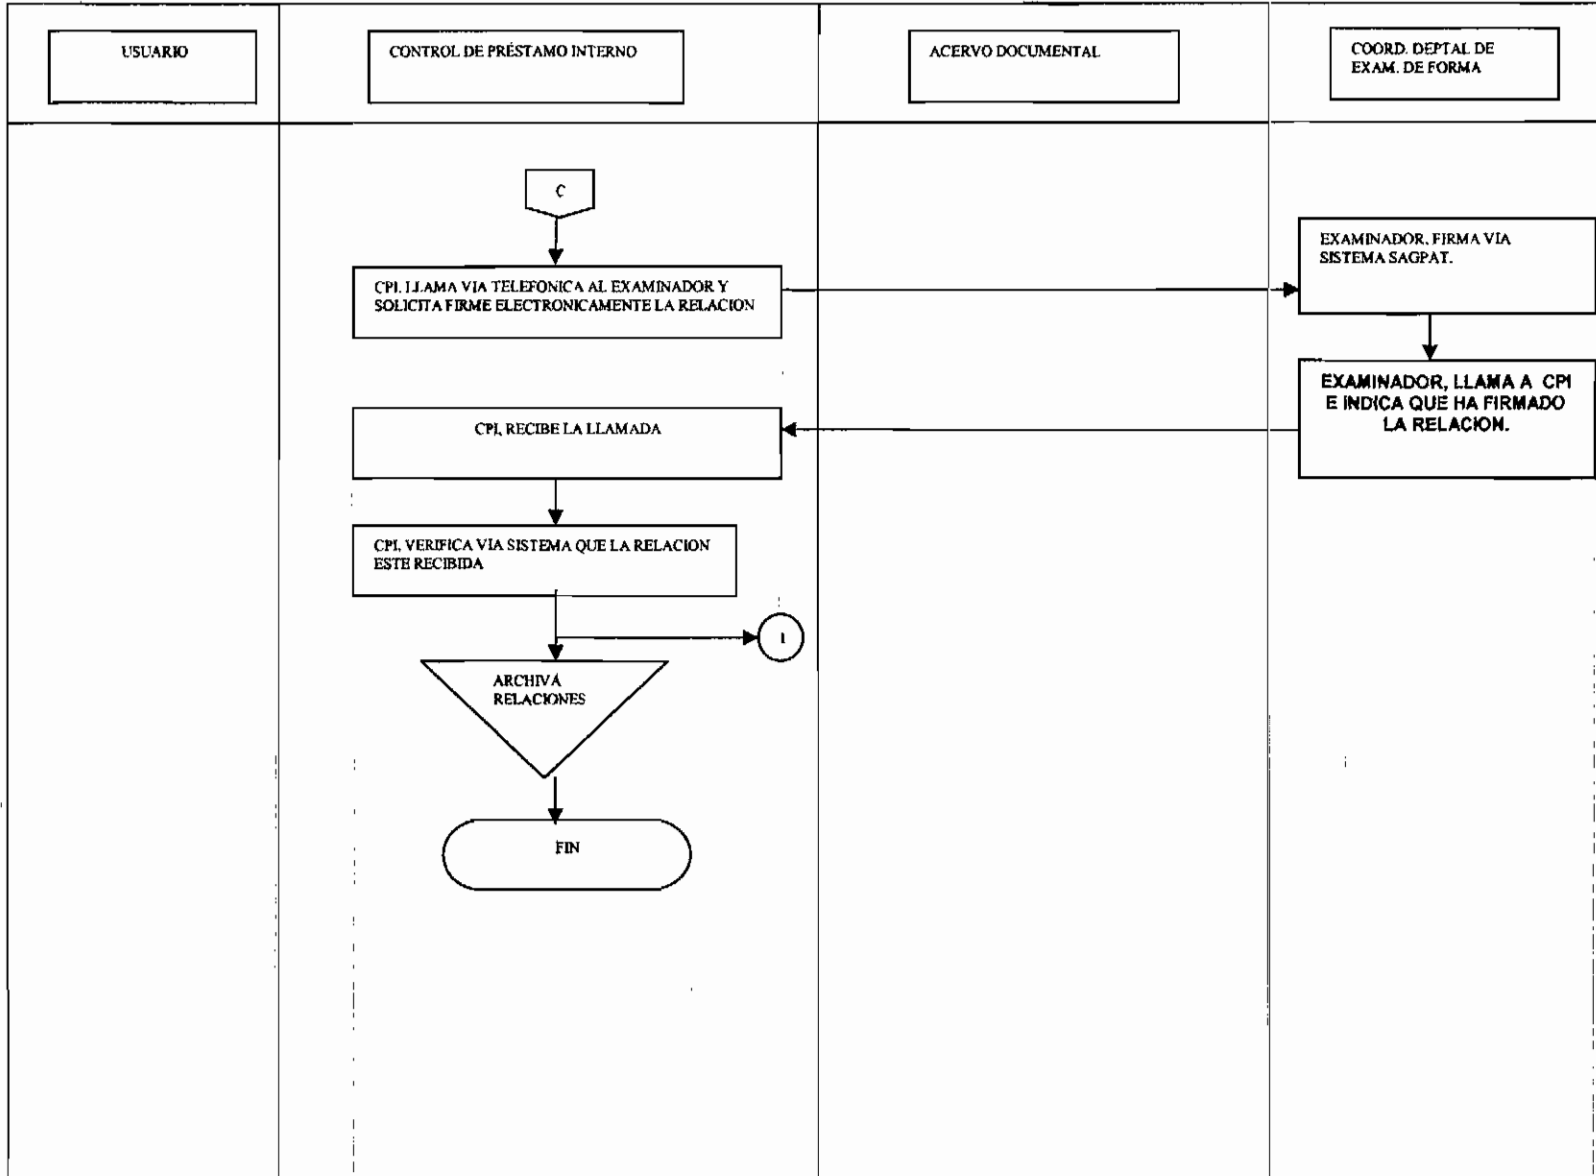 USUARIO
CONTROL DE PRÉSTAMO INTERNO
ACERVO DOCUMENTAL
COORD. DEPTAL DE
EXAM. DE FORMA
C
CPI, LLAMA VIA TELEFONICA AL EXAMINADOR Y
SOLICITA FIRME ELECTRONICAMENTE LA RELACION
EXAMINADOR, FIRMA VIA
SISTEMA SAGPAT.
EXAMINADOR, LLAMA A CPI
E INDICA QUE HA FIRMADO
LA RELACION.
CPI, RECIBE LA LLAMADA
CPI, VERIFICA VIA SISTEMA QUE LA RELACION
ESTE RECIBIDA
1
ARCHIVA
RELACIONES
FIN